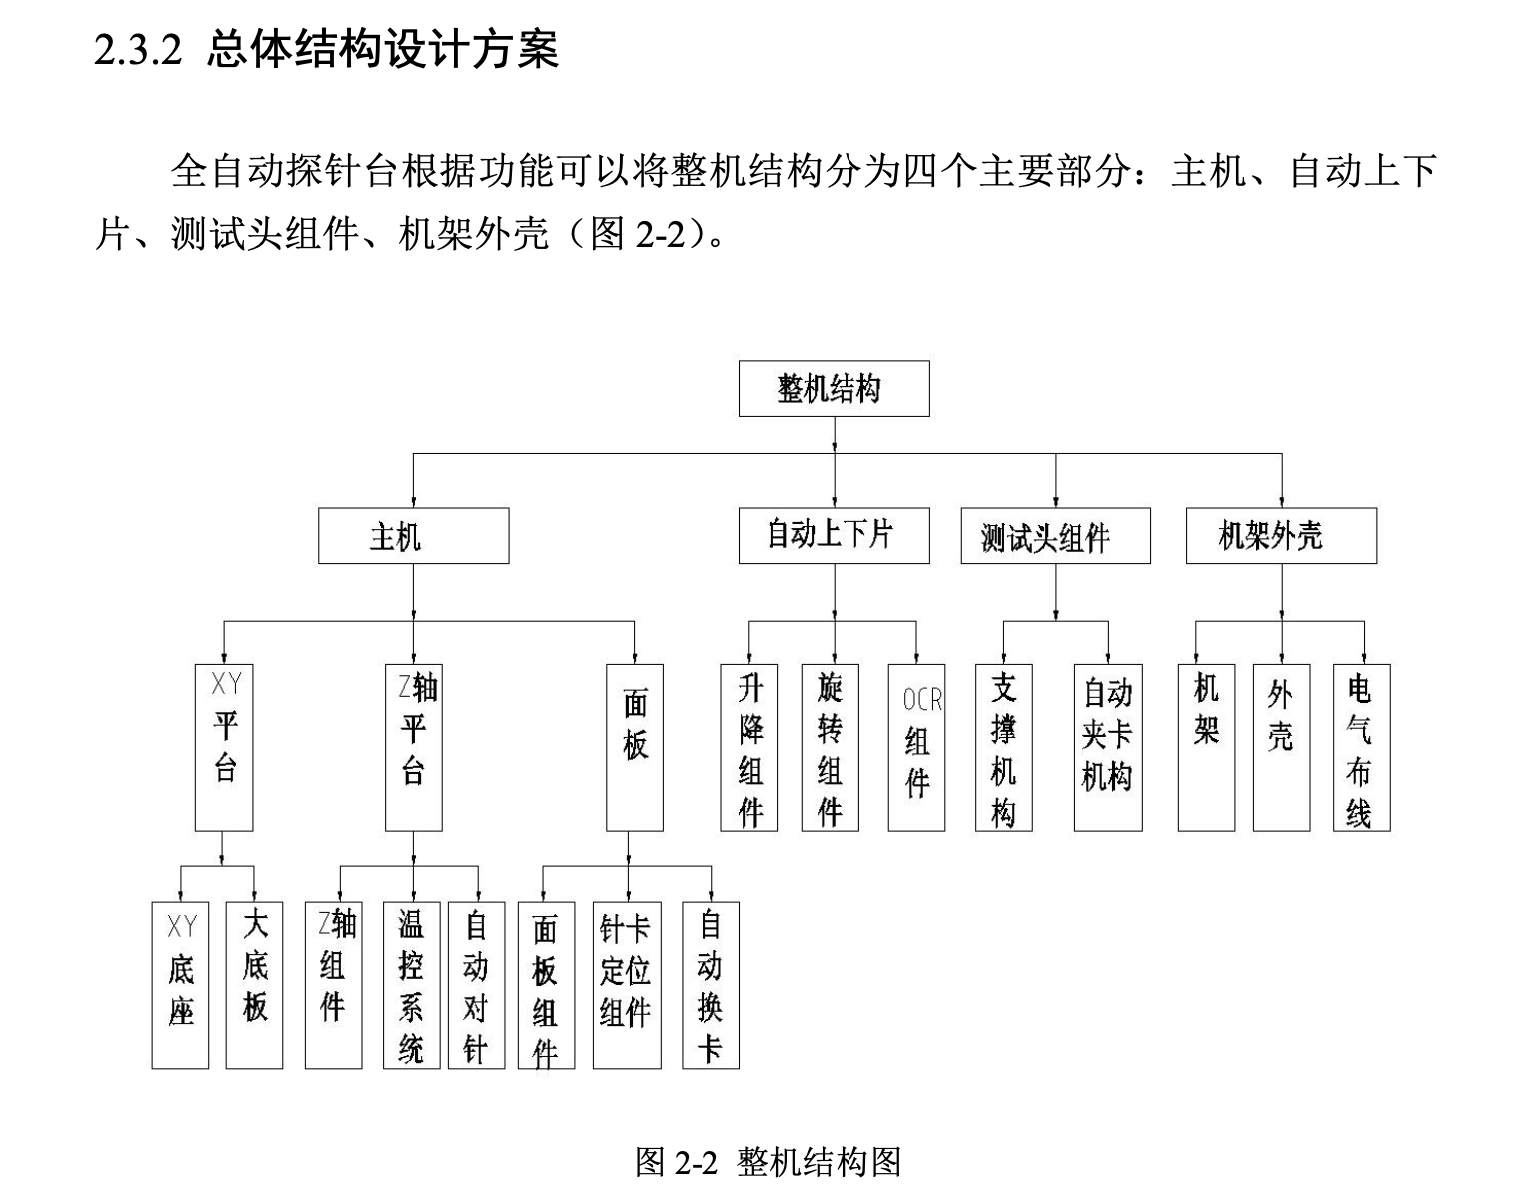 2.3.2 总体结构设计方案
全自动探针台根据功能可以将整机结构分为四个主要部分：主机、自动上下
片、测试头组件、机架外壳（图 2-2）。
整机结构
主机
自动上下片
测试头组件
机架外壳
XY
平
台
Z轴
平
台
面
板
升
降
组
件
旋
转
组
件
OCR
组
件
支
撑
机
构
自动
夹卡
机构
机
架
外
壳
电
气
布
线
XY
底
座
大
底
板
Z轴
组
件
温
控
系
统
自
动
对
针
面
板
组
件
针卡
定位
组件
自
动
换
卡
图 2-2 整机结构图